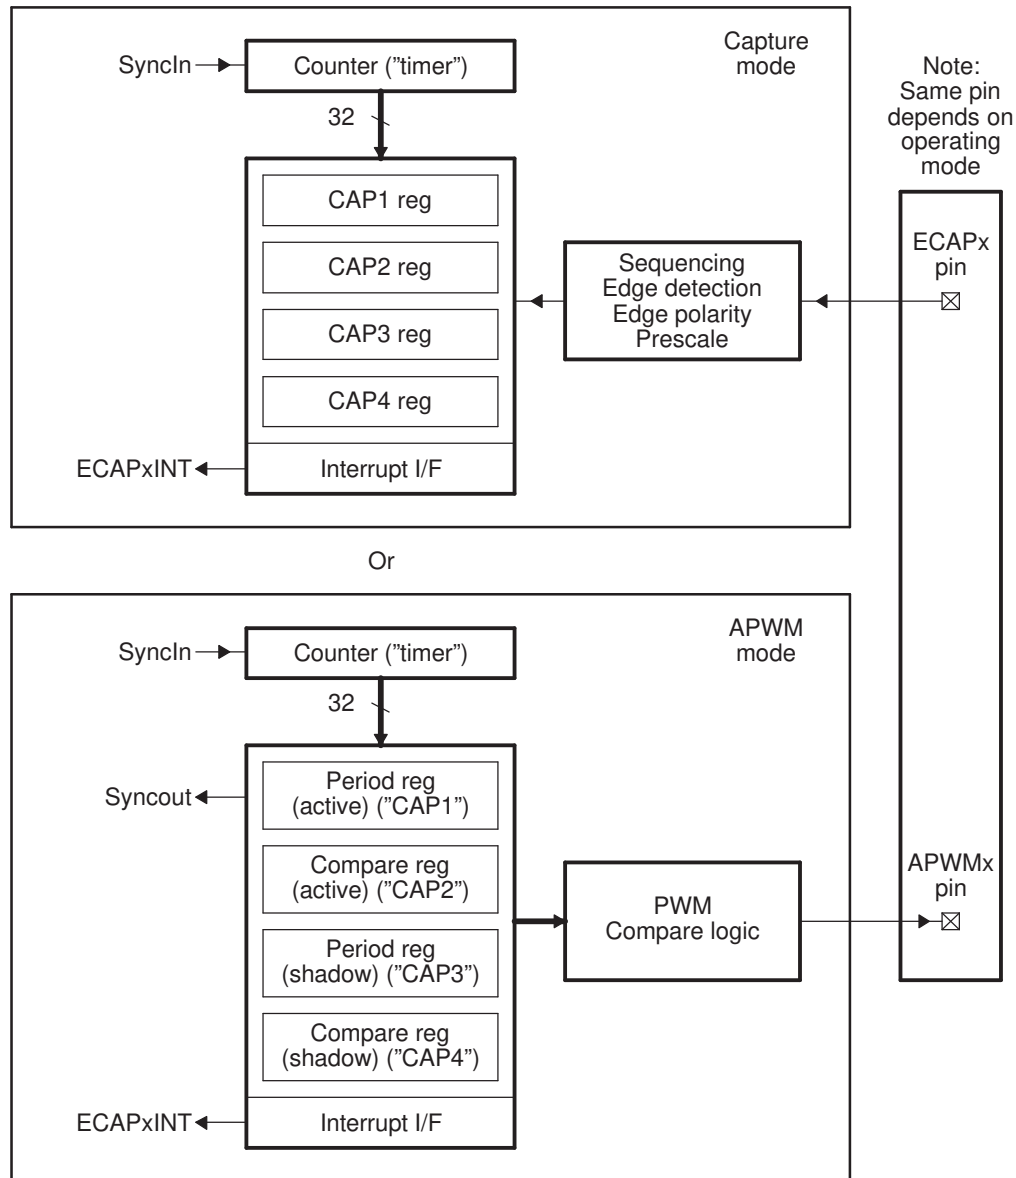 Capture
mode
SyncIn
Counter (”timer”)
32
CAP1 reg
CAP2 reg
CAP3 reg
CAP4 reg
Interrupt I/F
ECAPxINT
Sequencing
Edge detection
Edge polarity
Prescale
Note:
Same pin
depends on
operating
mode
ECAPx
pin
Or
APWM
mode
SyncIn
Counter (”timer”)
32
Syncout
Period reg
(active) (”CAP1”)
Compare reg
(active) (”CAP2”)
Period reg
(shadow) (”CAP3”)
Compare reg
(shadow) (”CAP4”)
Interrupt I/F
ECAPxINT
PWM
Compare logic
APWMx
pin